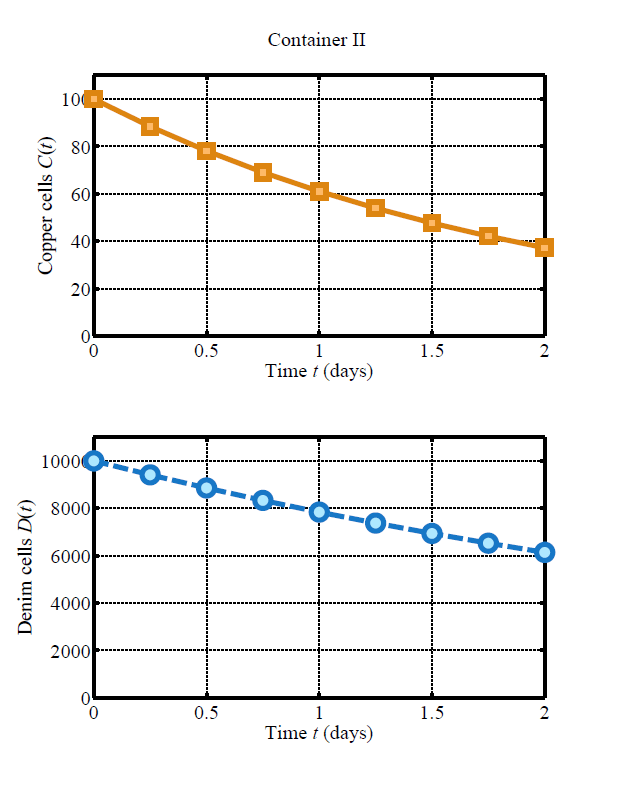 Container II
100
80
60
40
20
0
Copper cells C(t)
0 0.5 1 1.5 2
Time t (days)
10000
8000
6000
4000
2000
0
Denim cells D(t)
0 0.5 1 1.5 2
Time t (days)